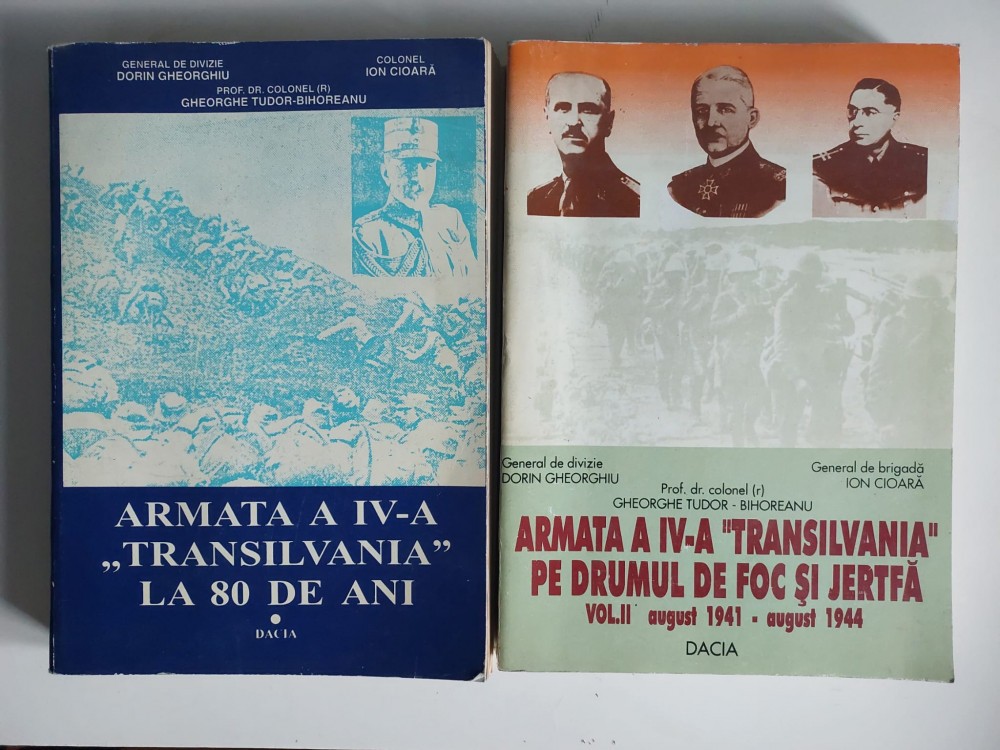 GENERAL DE DIVIZIE
DORIN GHEORGHIU
COLONEL
ION CIOARĂ
PROF. DR. COLONEL (R)
GHEORGHE TUDOR-BIHOREANU
ARMATA A IV-A
„TRANSILVANIA”
LA 80 DE ANI
DACIA
General de divizie
DORIN GHEORGHIU
General de brigadă
ION CIOARĂ
Prof. dr. colonel (r)
GHEORGHE TUDOR - BIHOREANU
ARMATA A IV-A "TRANSILVANIA"
PE DRUMUL DE FOC ŞI JERTFĂ
VOL.II august 1941 - august 1944
DACIA